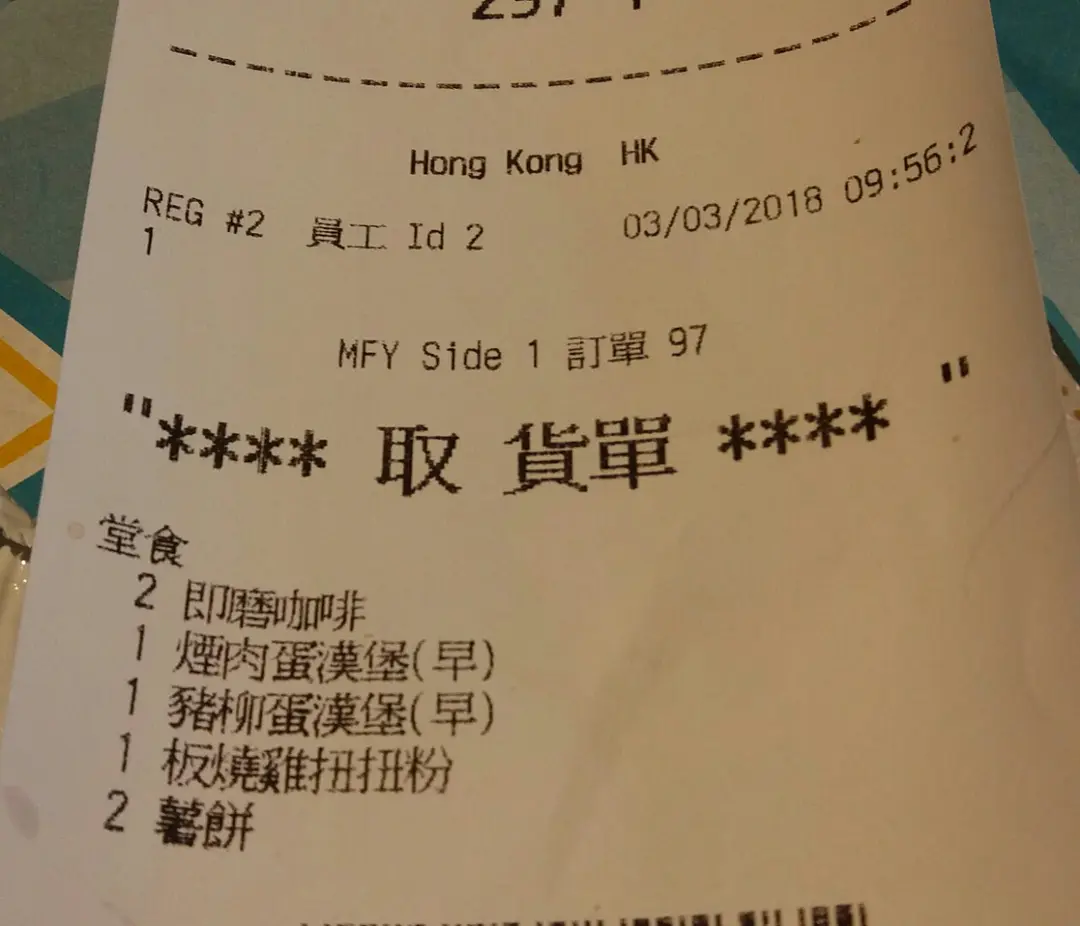 Hong Kong HK
REG #2 員工 Id 2 03/03/2018 09:56:2
1
MFY Side 1 訂單 97
"**** 取 貨單 **** "
堂食
2 即磨咖啡
1 煙肉蛋漢堡(早)
1 豬柳蛋漢堡(早)
1 板燒雞扭扭粉
2 薯餅